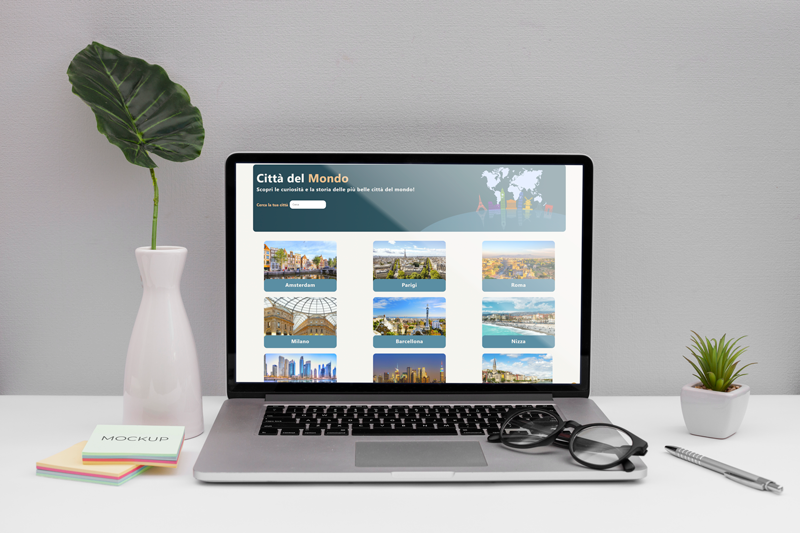 Città del Mondo
Scopri le curiosità e la storia delle più belle città del mondo!
Cerca la tua città
Amsterdam
Parigi
Roma
Milano
Barcellona
Nizza
MOCKUP